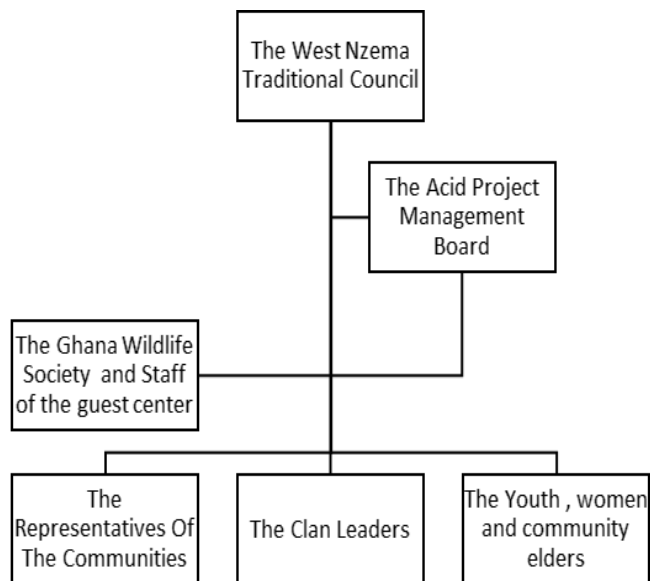 The West Nzema
Traditional Council
The Acid Project
Management
Board
The Ghana Wildlife
Society and Staff
of the guest center
The
Representatives Of
The Communities
The Clan Leaders
The Youth , women
and community
elders